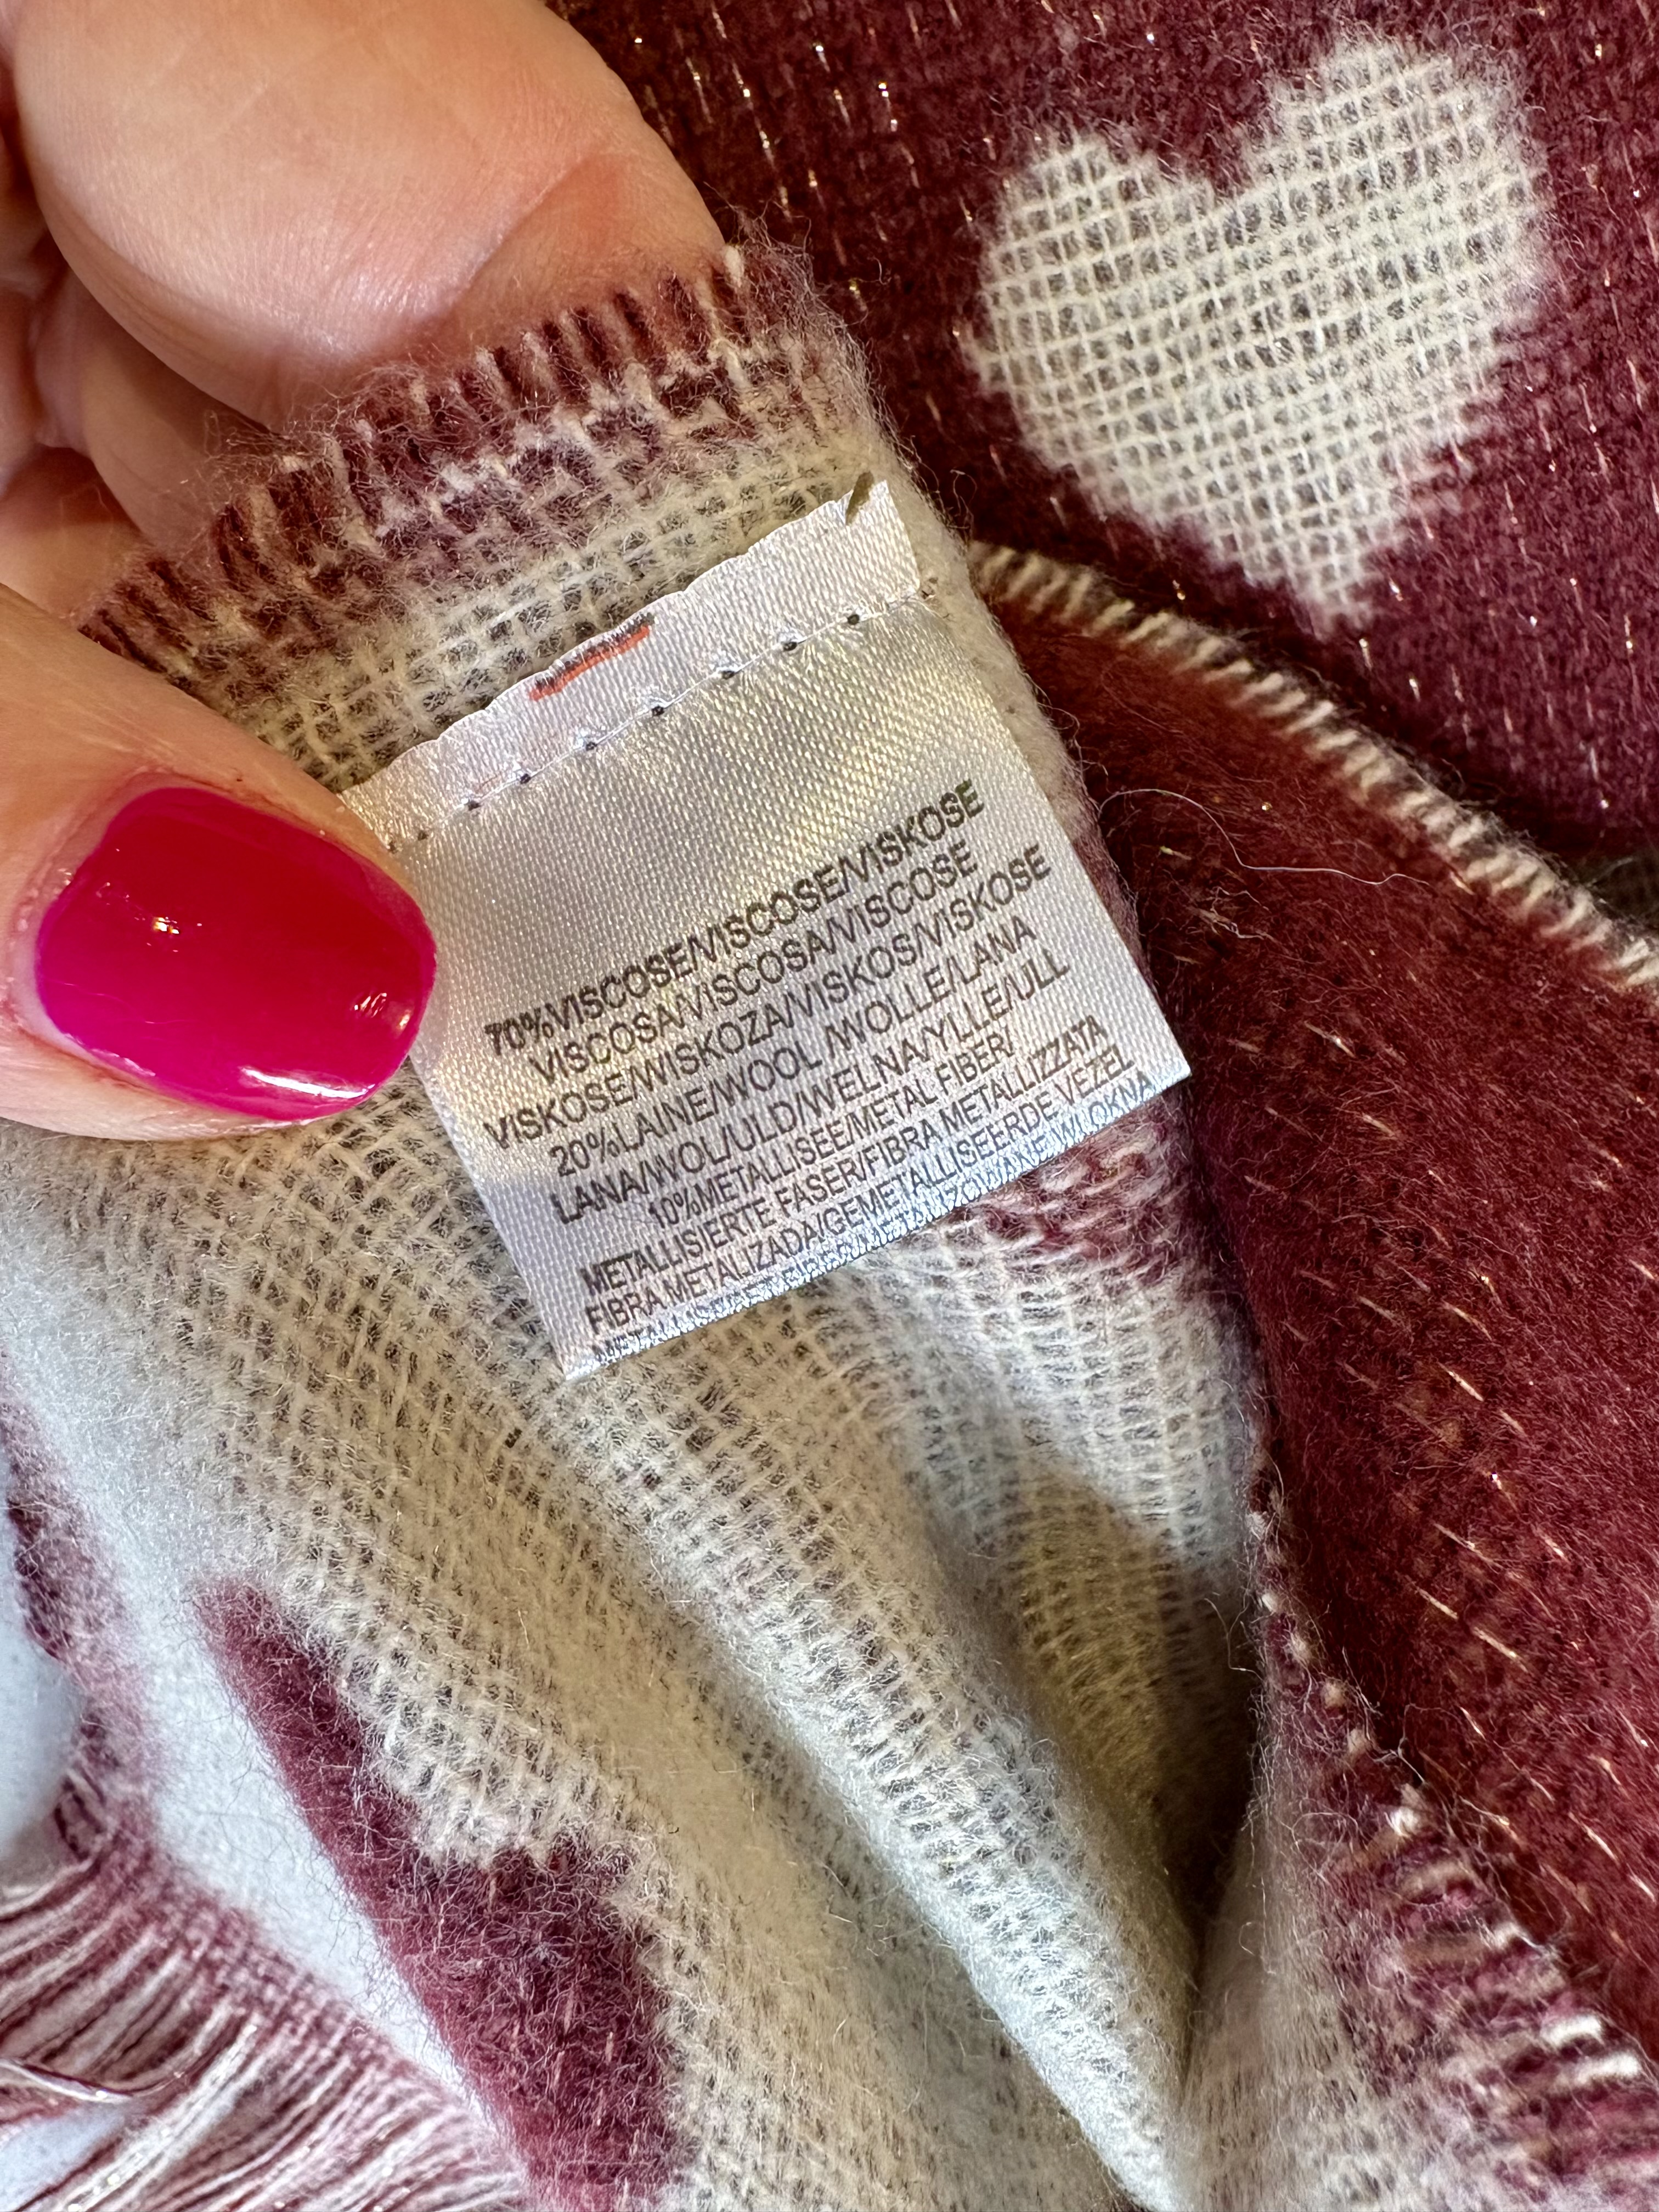 70%VISCOSE/VISCOSE/VISKOSE
VISCOSA/VISCOSA/VISCOSE
VISKOSE/WISKOZA/VISKOS/VISKOSE
20%LAINE/WOOL/WOLLE/LANA
LANA/WOL/ULD/WELNA/YLLE/ULL
10%METALLISEE/METAL FIBER/
METALLISIERTE FASER/FIBRA METALLIZZATA
FIBRA METALIZADA/GEMETALLISEERDE VEZEL